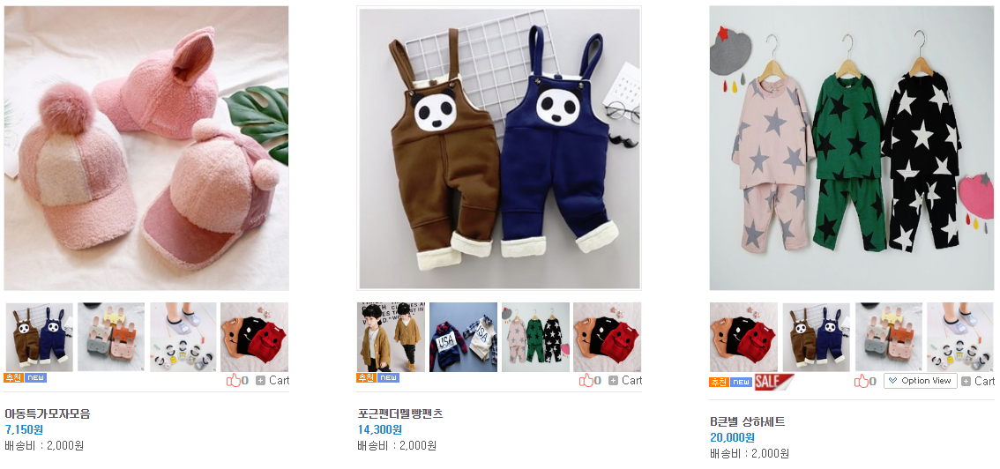 USA
USA
추천 NEW
0
Cart
아동특가모자모음
7,150원
배송비 : 2,000원
추천 NEW
0
Cart
포근팬더멜빵팬츠
14,300원
배송비 : 2,000원
추천 NEW SALE
0
Option View
Cart
B큰별 상하세트
20,000원
배송비 : 2,000원